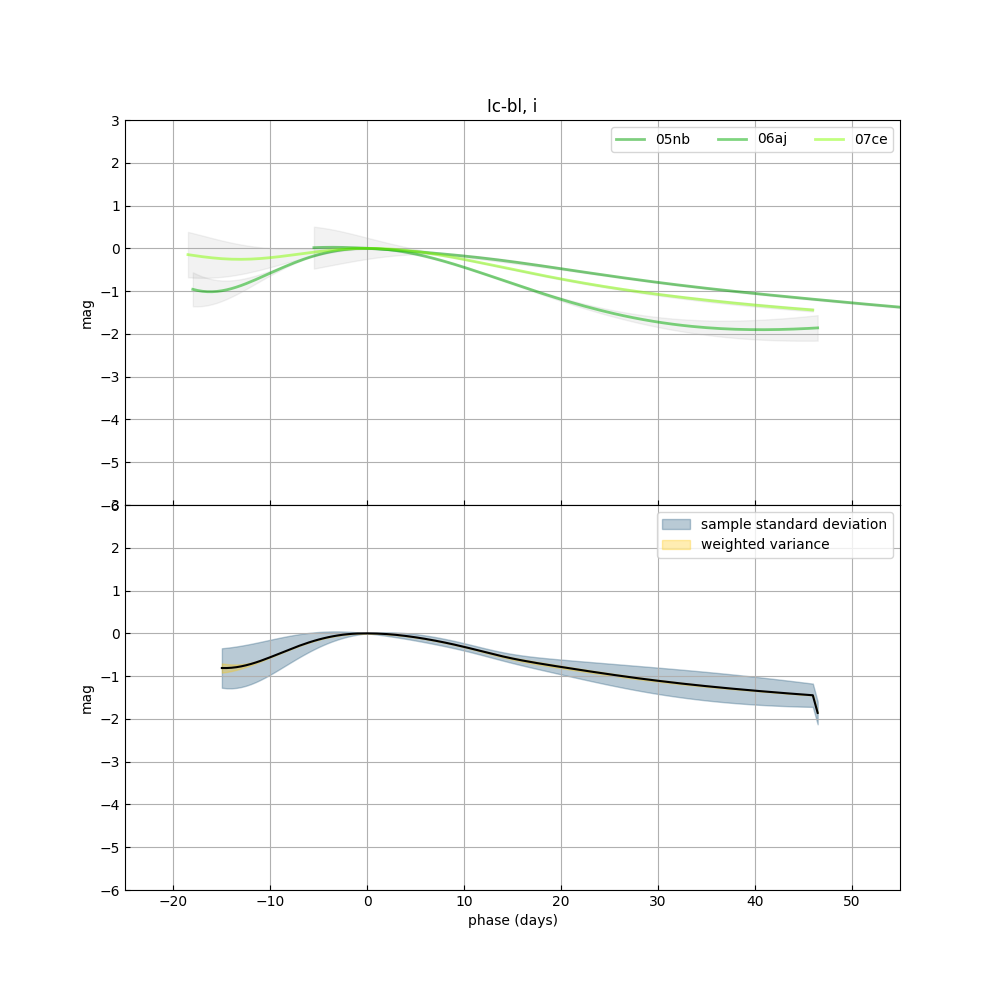 Ic-bl, i
05nb 06aj 07ce
3
2
1
0
−1
−2
−3
−4
−5
−6
mag
sample standard deviation
weighted variance
3
2
1
0
−1
−2
−3
−4
−5
−6
mag
−20 −10 0 10 20 30 40 50
phase (days)